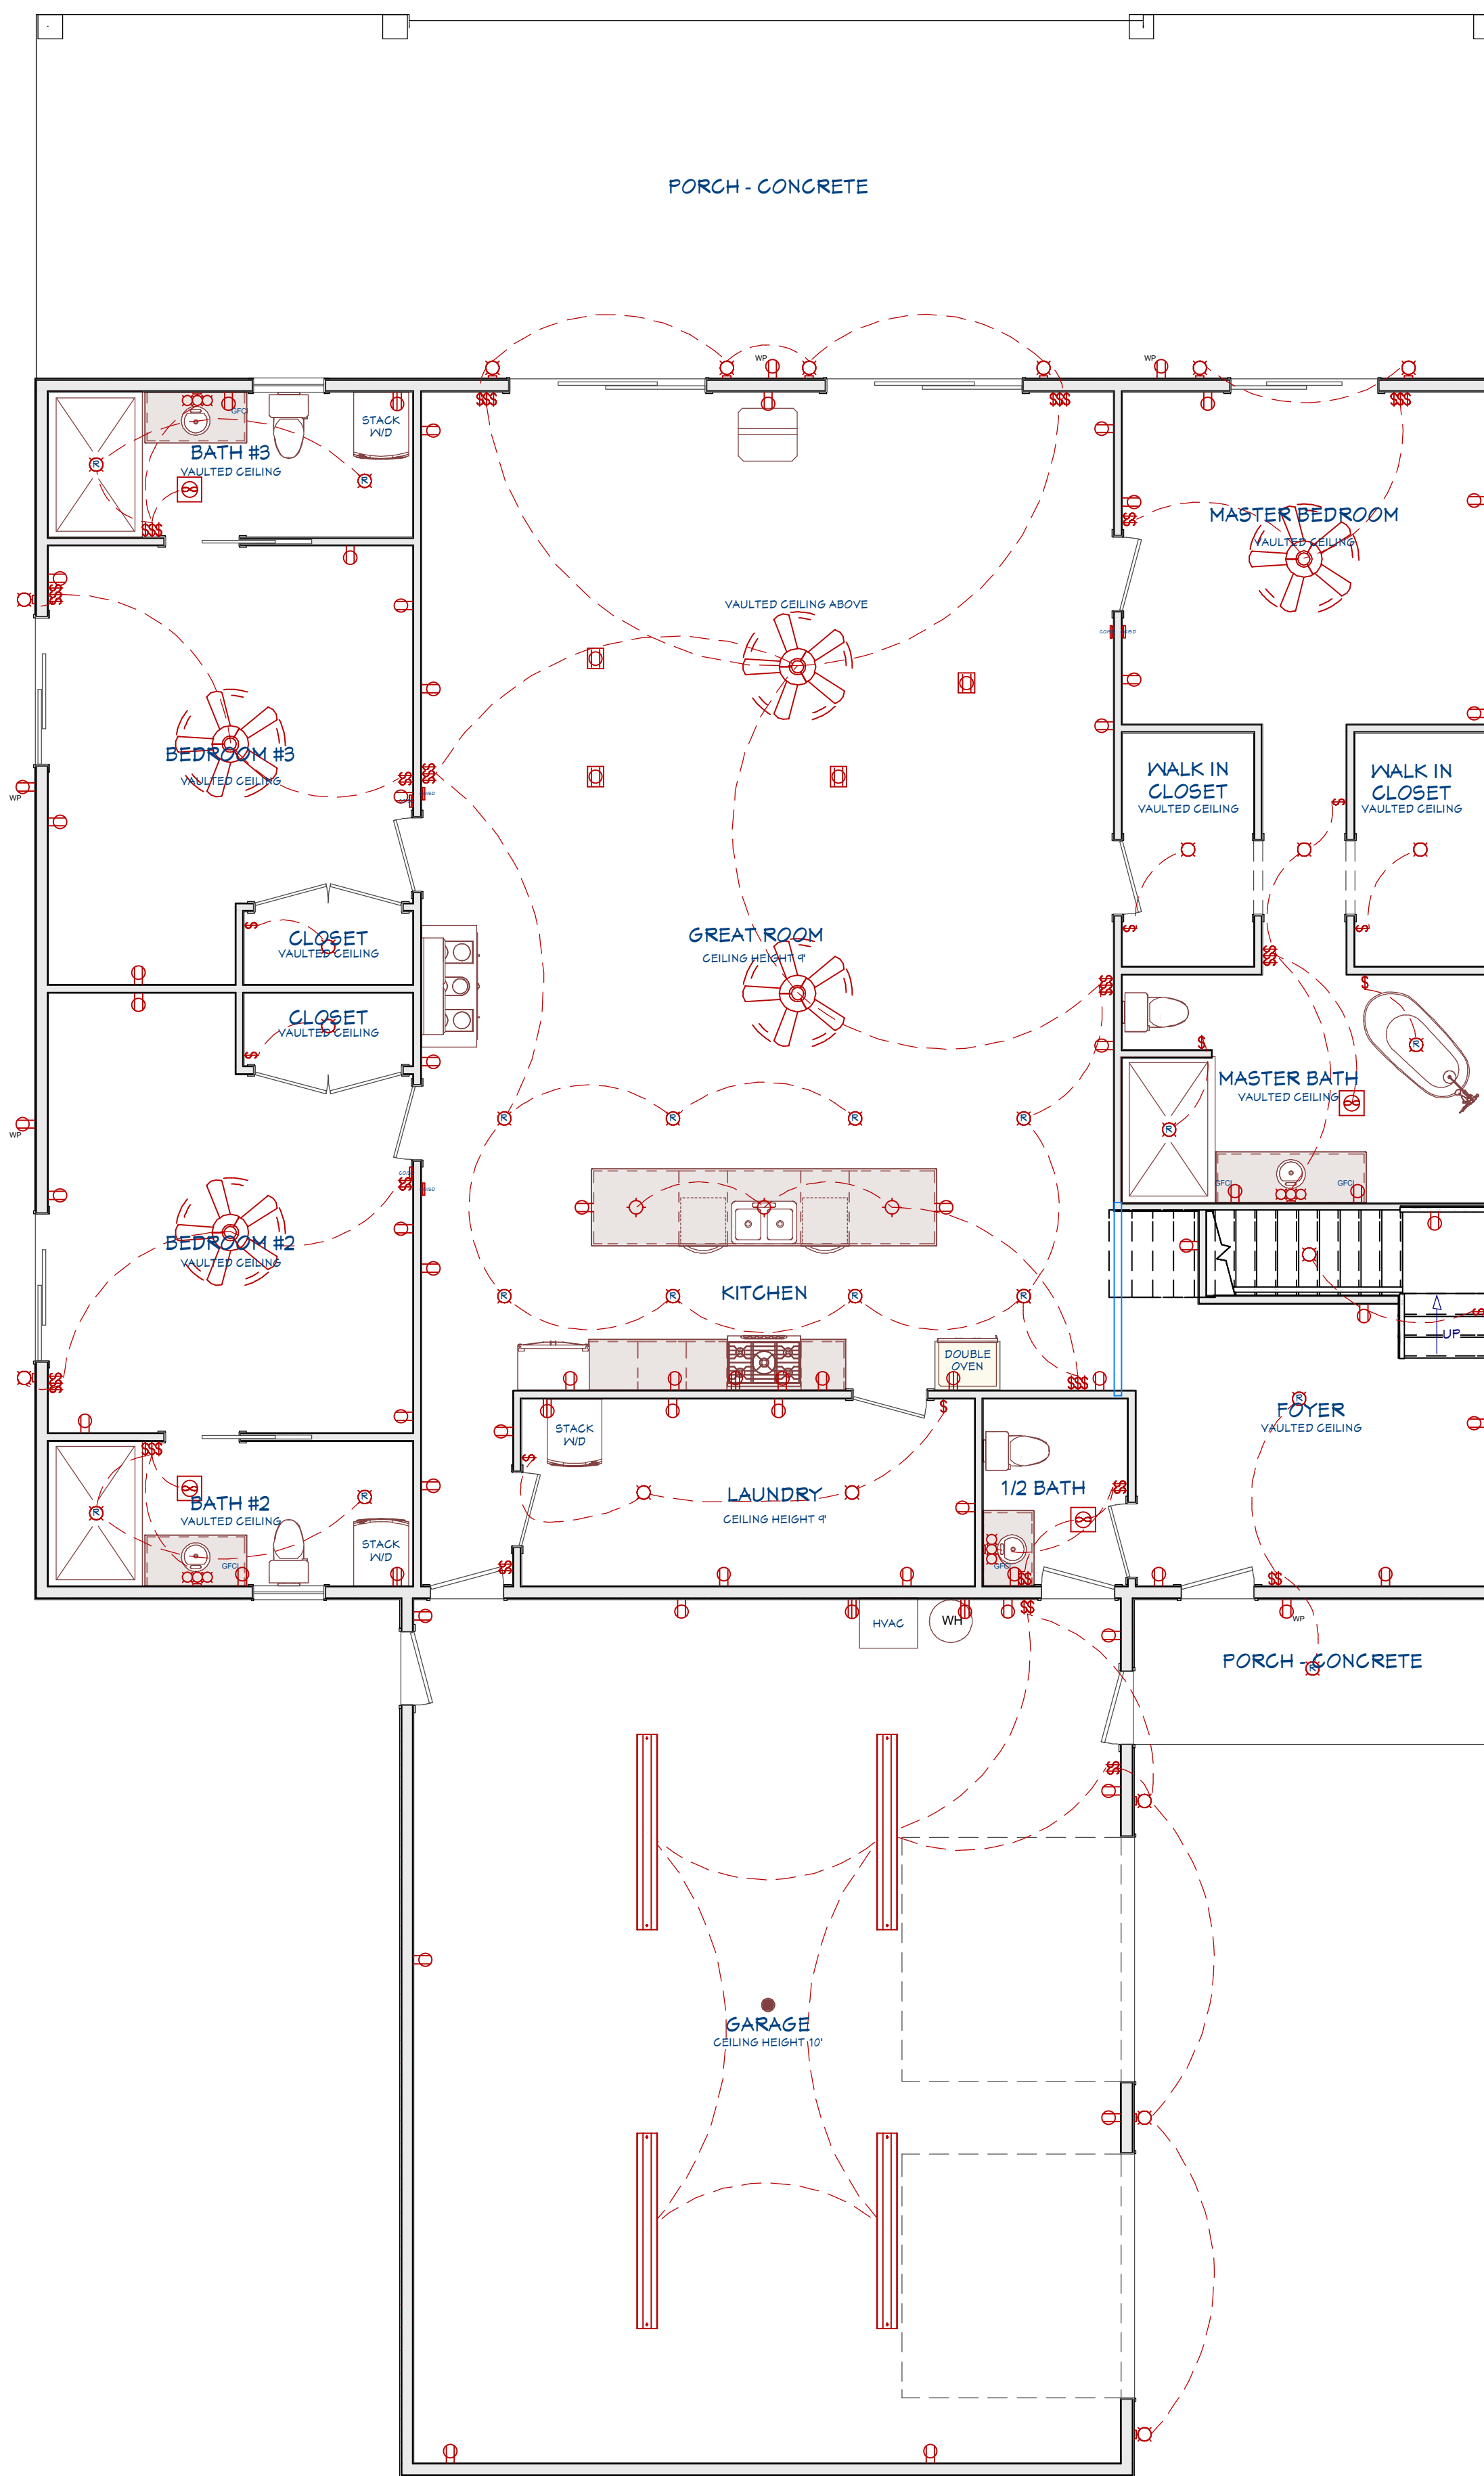 PORCH - CONCRETE
WP
WP
$$$
$$$
$$$
GFCI
STACK
W/D
BATH #3
VAULTED CEILING
R
R
$$$
MASTER BEDROOM
VAULTED CEILING
$$
$$$
VAULTED CEILING ABOVE
BEDROOM #3
VAULTED CEILING
$$
$$$
WP
WALK IN
CLOSET
VAULTED CEILING
WALK IN
CLOSET
VAULTED CEILING
$
$
$
$
CLOSET
VAULTED CEILING
GREAT ROOM
CEILING HEIGHT 9'
$$$
$$$
$
CLOSET
VAULTED CEILING
$
$
R
WP
R
R
R
R
MASTER BATH
VAULTED CEILING
R
$$
GFCI
GFCI
BEDROOM #2
VAULTED CEILING
KITCHEN
R
R
R
R
UP
$
DOUBLE
OVEN
$$$
$$$
R
FOYER
VAULTED CEILING
$
STACK
W/D
$$$
$
LAUNDRY
CEILING HEIGHT 9'
1/2 BATH
$$
R
R
BATH #2
VAULTED CEILING
STACK
W/D
GFCI
GFCI
$$
$$
$$
$$
HVAC
WH
WP
PORCH - CONCRETE
R
$$
GARAGE
CEILING HEIGHT 10'